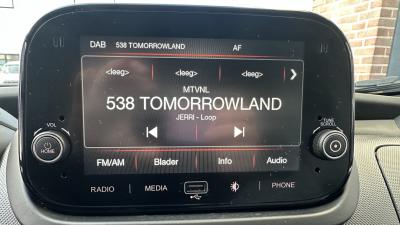 DAB 538 TOMORROWLAND AF
<leeg> <leeg> <leeg>
MTVNL
538 TOMORROWLAND
JERRI - Loop
VOL
HOME
TUNE
SCROLL
FM/AM Blader Info Audio
RADIO MEDIA PHONE